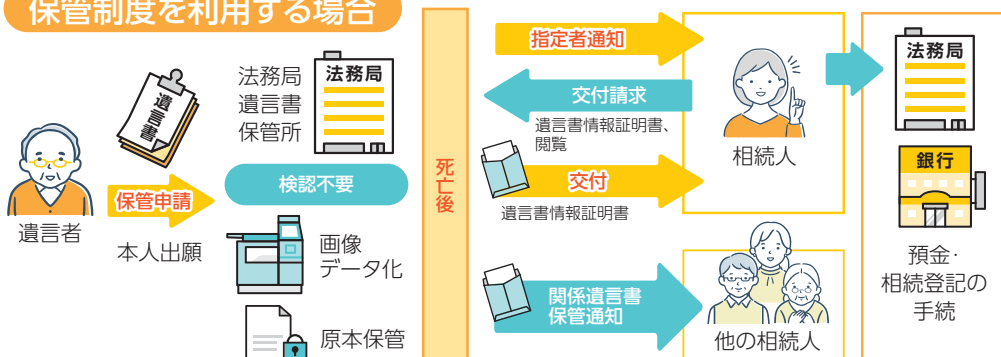 保管制度を利用する場合
遺言者
遺言書
保管申請
本人出願
法務局
遺言書
保管所
法務局
検認不要
画像
データ化
原本保管
死亡後
指定者通知
交付請求
遺言書情報証明書、
閲覧
交付
遺言書情報証明書
関係遺言書
保管通知
相続人
他の相続人
法務局
銀行
預金·
相続登記の
手続